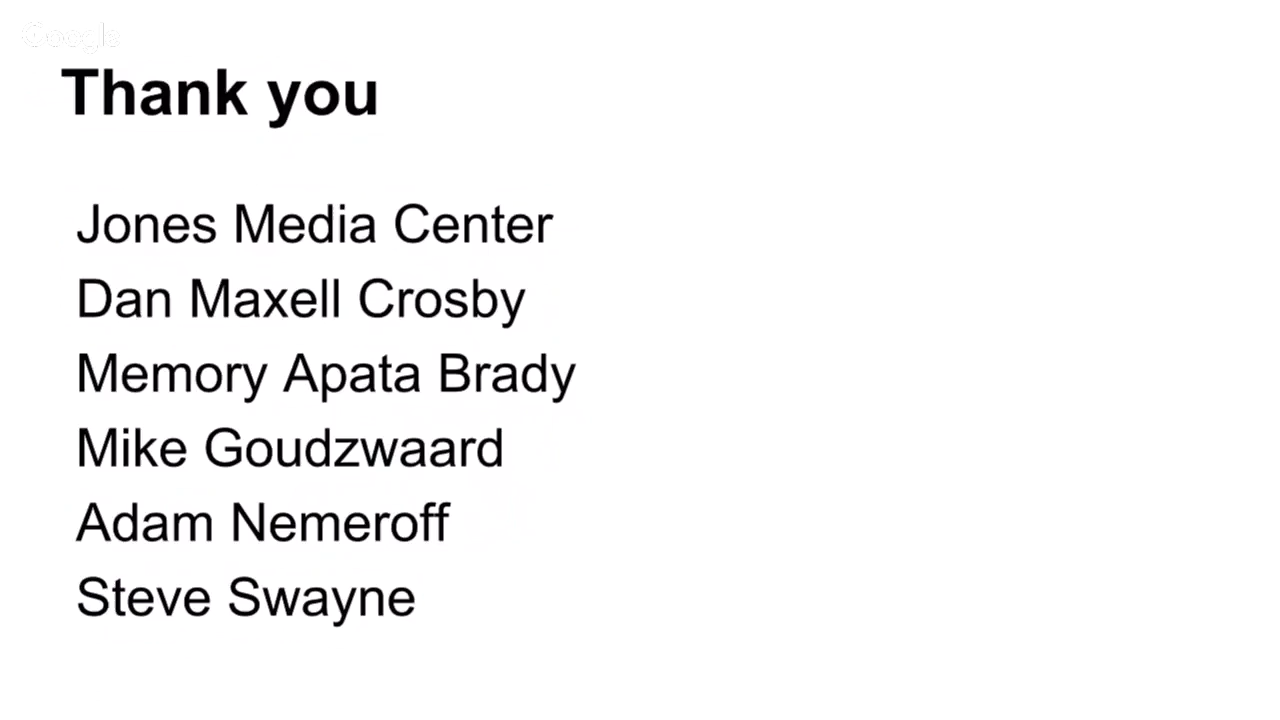 Google
Thank you
Jones Media Center
Dan Maxell Crosby
Memory Apata Brady
Mike Goudzwaard
Adam Nemeroff
Steve Swayne